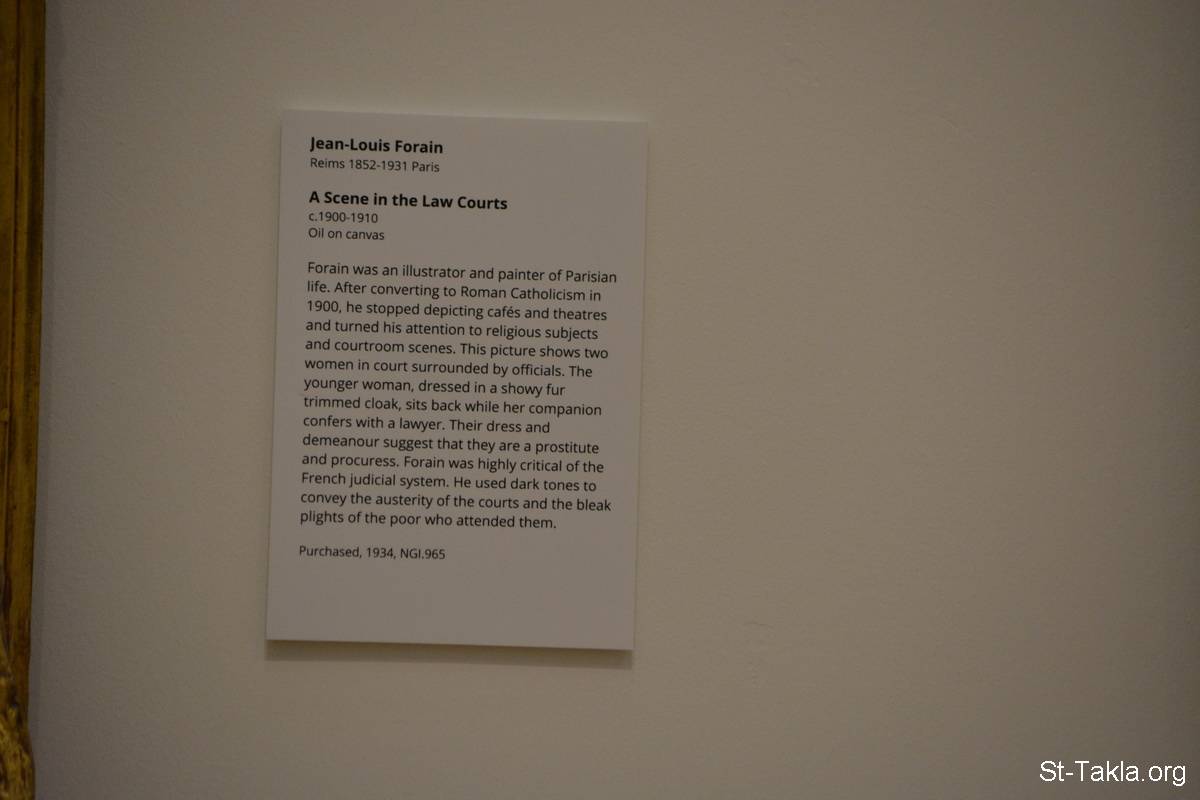 Jean-Louis Forain
Reims 1852-1931 Paris
A Scene in the Law Courts
c.1900-1910
Oil on canvas
Forain was an illustrator and painter of Parisian
life. After converting to Roman Catholicism in
1900, he stopped depicting cafés and theatres
and turned his attention to religious subjects
and courtroom scenes. This picture shows two
women in court surrounded by officials. The
younger woman, dressed in a showy fur
trimmed cloak, sits back while her companion
confers with a lawyer. Their dress and
demeanour suggest that they are a prostitute
and procuress. Forain was highly critical of the
French judicial system. He used dark tones to
convey the austerity of the courts and the bleak
plights of the poor who attended them.
Purchased, 1934, NGI.965
St-Takla.org